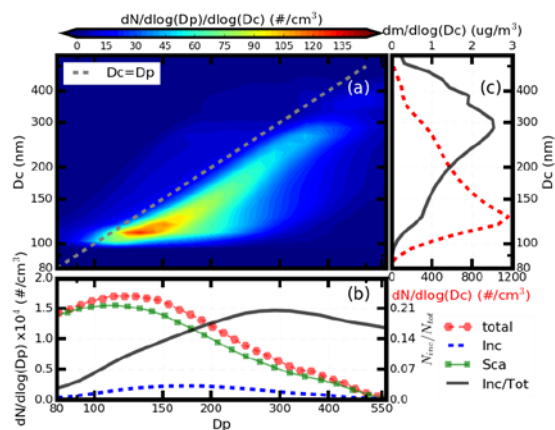 dN/dlog(Dp)/dlog(Dc) (#/cm³)
dm/dlog(Dc) (ug/m³)
0 15 30 45 60 75 90 105 120 135
0 1 2 3
Dc=Dp
(a)
(c)
Dc (nm)
400
300
200
150
100
80
Dc (nm)
400
300
200
150
100
80
0 400 800 1200
dN/dlog(Dc) (#/cm³)
(b)
dN/dlog(Dp) ×10⁴ (#/cm³)
2.0
1.5
1.0
0.5
0.0
0.21
0.14
0.07
0.00
N_inc/N_tot
80 100 150 200 300 400 550
Dp
total
Inc
Sca
Inc/Tot